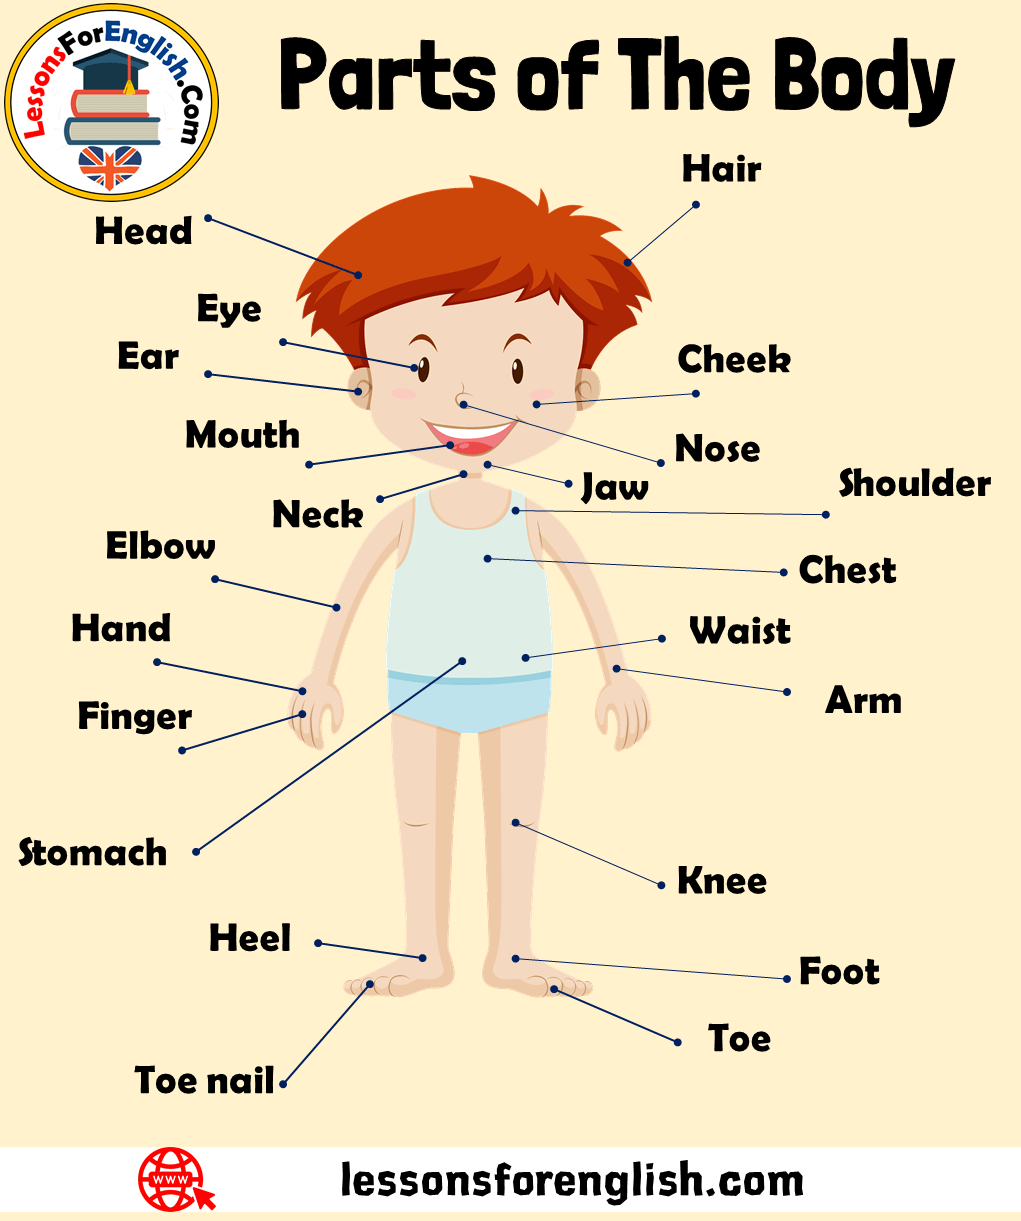 LessonsForEnglish.Com
Parts of The Body
Hair
Head
Eye
Ear
Cheek
Mouth
Nose
Jaw
Shoulder
Neck
Elbow
Chest
Hand
Waist
Finger
Arm
Stomach
Knee
Heel
Foot
Toe
Toe nail
WWW
lessonsforenglish.com